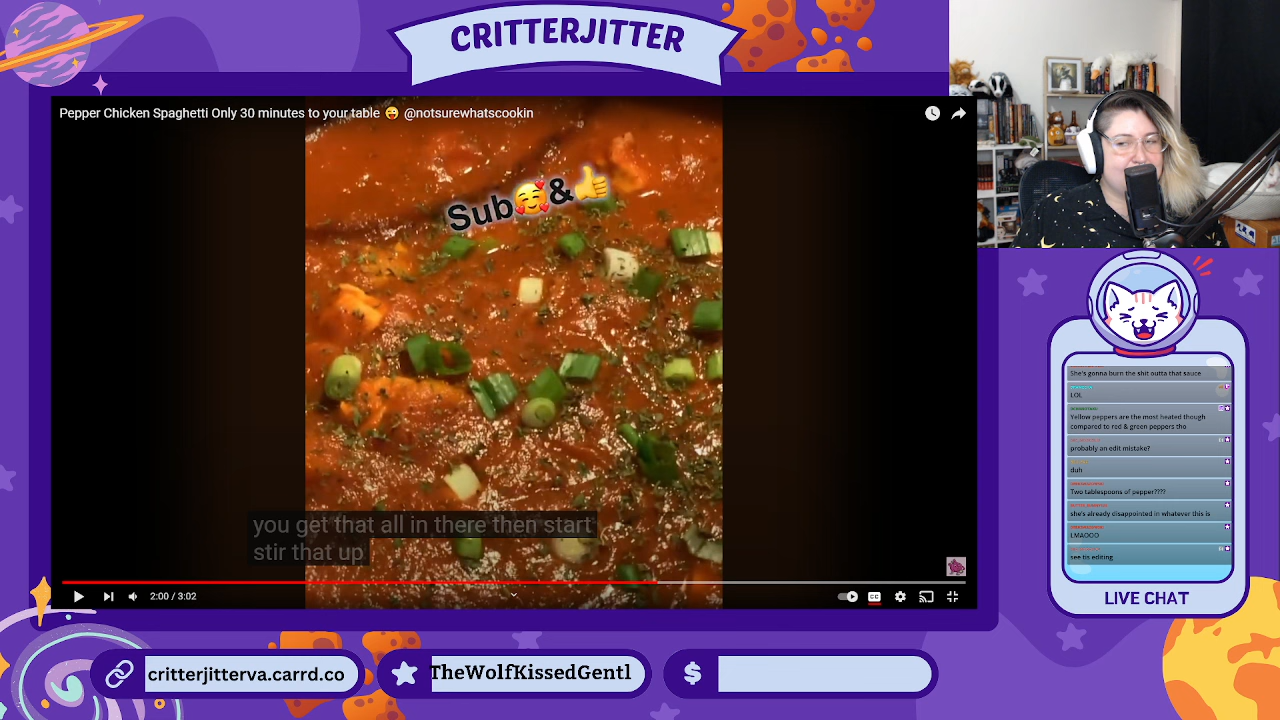 CRITTERJITTER
Pepper Chicken Spaghetti Only 30 minutes to your table 😜 @notsurewhatscookin
Sub🥰&👍
you get that all in there then start
stir that up
2:00 / 3:02
CC
She's gonna burn the shit outta that sauce
LOL
Yellow peppers are the most heated though
compared to red & green peppers tho
probably an edit mistake?
duh
Two tablespoons of pepper????
she's already disappointed in whatever this is
LMAOOO
see tis editing
LIVE CHAT
critterjitterva.carrd.co
TheWolfKissedGentl
$